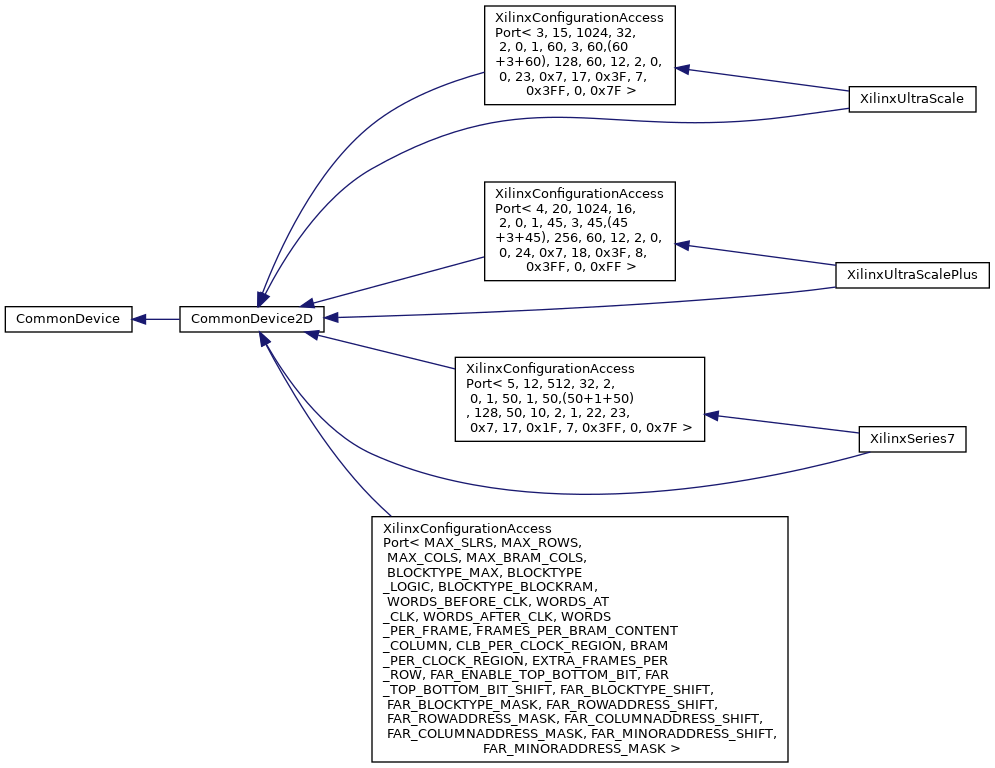 XilinxConfigurationAccess
Port< 3, 15, 1024, 32,
2, 0, 1, 60, 3, 60,(60
+3+60), 128, 60, 12, 2, 0,
0, 23, 0x7, 17, 0x3F, 7,
0x3FF, 0, 0x7F >
XilinxUltraScale
XilinxConfigurationAccess
Port< 4, 20, 1024, 16,
2, 0, 1, 45, 3, 45,(45
+3+45), 256, 60, 12, 2, 0,
0, 24, 0x7, 18, 0x3F, 8,
0x3FF, 0, 0xFF >
XilinxUltraScalePlus
CommonDevice
CommonDevice2D
XilinxConfigurationAccess
Port< 5, 12, 512, 32, 2,
0, 1, 50, 1, 50,(50+1+50)
, 128, 50, 10, 2, 1, 22, 23,
0x7, 17, 0x1F, 7, 0x3FF, 0, 0x7F >
XilinxSeries7
XilinxConfigurationAccess
Port< MAX_SLRS, MAX_ROWS,
MAX_COLS, MAX_BRAM_COLS,
BLOCKTYPE_MAX, BLOCKTYPE
_LOGIC, BLOCKTYPE_BLOCKRAM,
WORDS_BEFORE_CLK, WORDS_AT
_CLK, WORDS_AFTER_CLK, WORDS
_PER_FRAME, FRAMES_PER_BRAM_CONTENT
_COLUMN, CLB_PER_CLOCK_REGION, BRAM
_PER_CLOCK_REGION, EXTRA_FRAMES_PER
_ROW, FAR_ENABLE_TOP_BOTTOM_BIT, FAR
_TOP_BOTTOM_BIT_SHIFT, FAR_BLOCKTYPE_SHIFT,
FAR_BLOCKTYPE_MASK, FAR_ROWADDRESS_SHIFT,
FAR_ROWADDRESS_MASK, FAR_COLUMNADDRESS_SHIFT,
FAR_COLUMNADDRESS_MASK, FAR_MINORADDRESS_SHIFT,
FAR_MINORADDRESS_MASK >